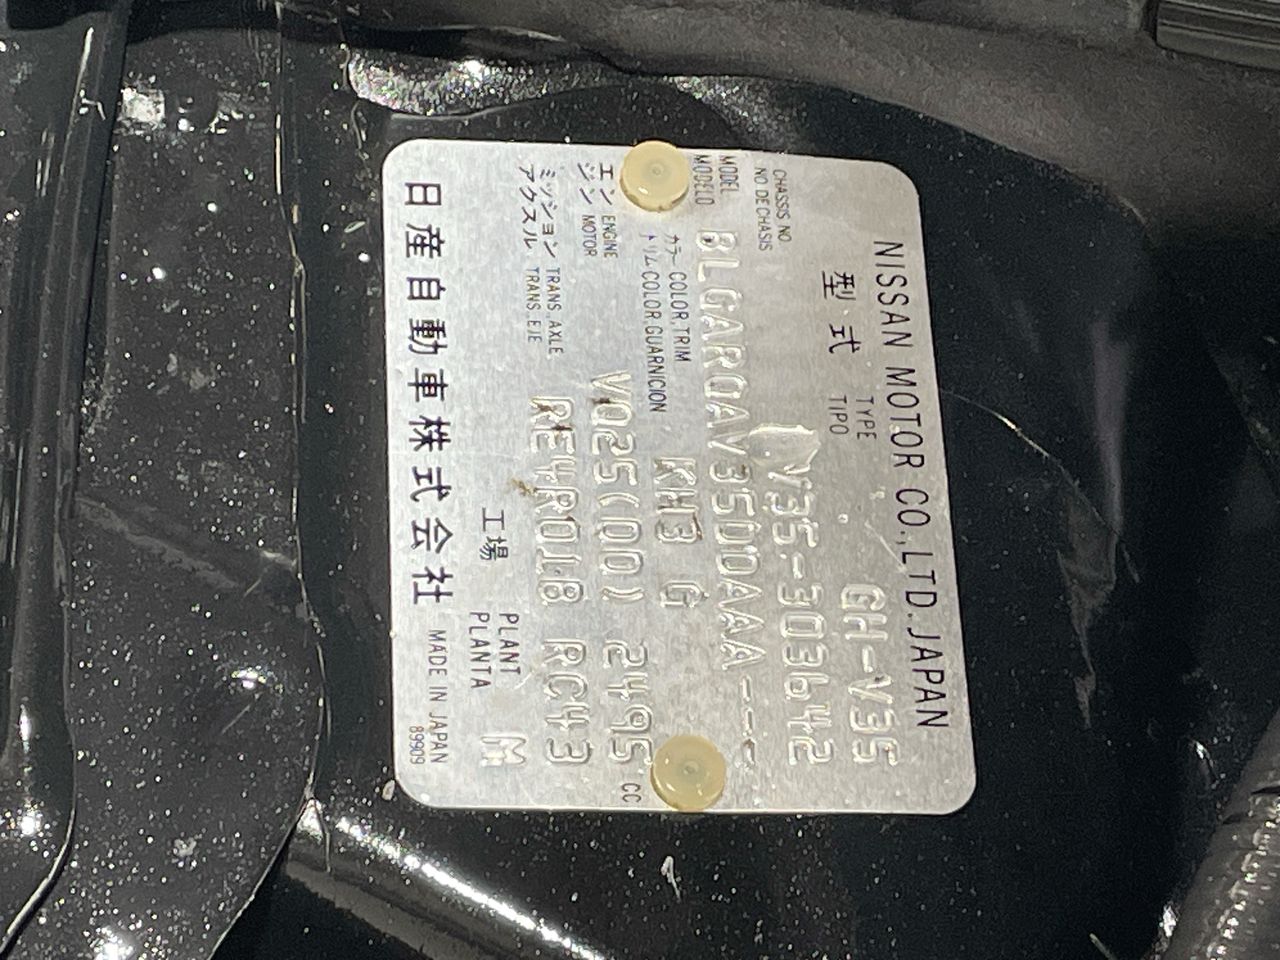 NISSAN MOTOR CO.,LTD.JAPAN
型式 TYPE TIPO GH-V35
CHASSIS NO. NO DE CHASIS V35-303642
MODEL MODELO BLGARQAV35DDAAA----
カラー COLOR,TRIM
トリム COLOR,GUARNICION KH3 G
エンジン ENGINE MOTOR VQ25(DD) 2495 CC
ミッション TRANS.AXLE
アクスル TRANS.EJE RE4R01B RC43
工場 PLANT PLANTA M
日産自動車株式会社 MADE IN JAPAN
89909